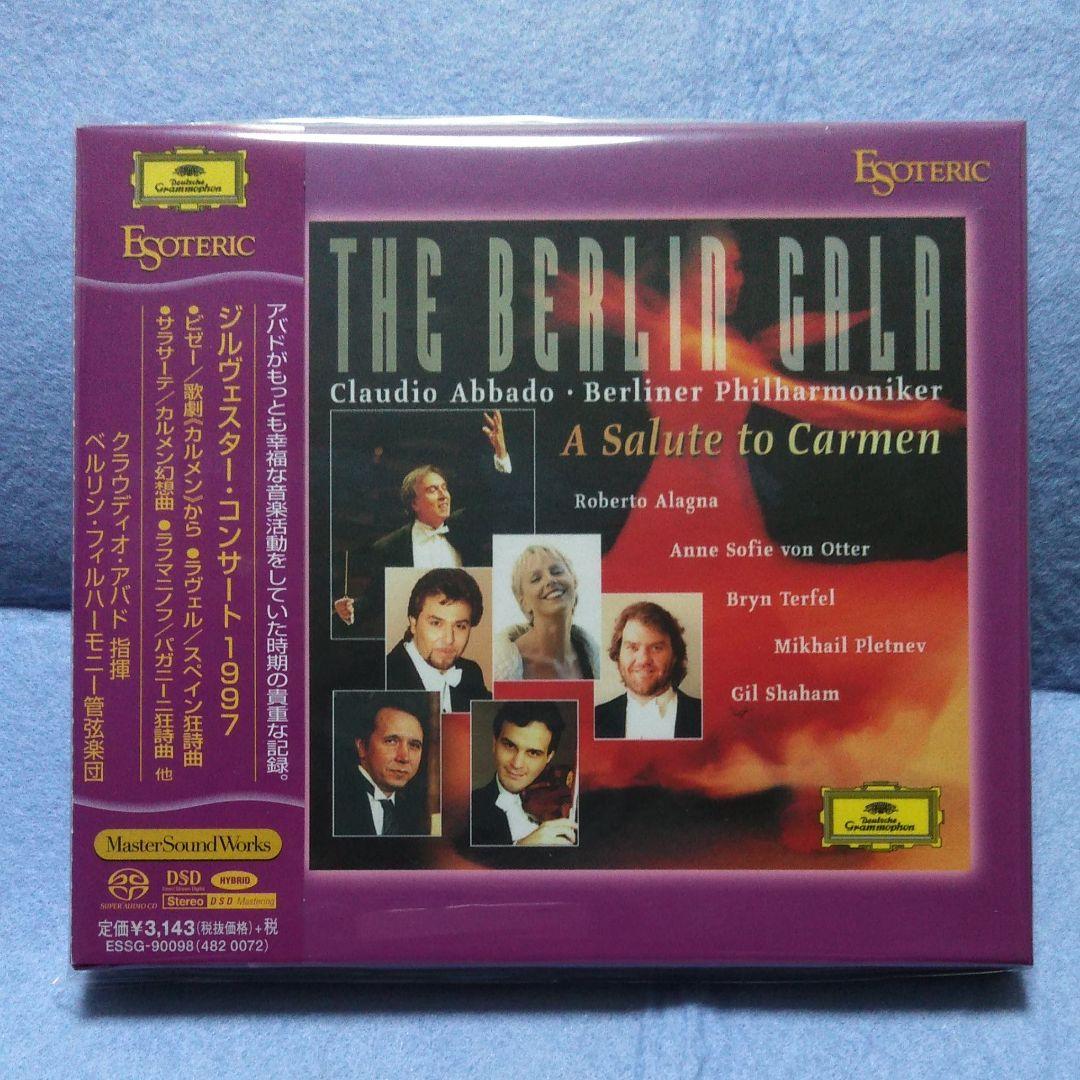 Deutsche
Grammophon
ESOTERIC
アバドがもっとも幸福な音楽活動をしていた時期の貴重な記録。
ジルヴェスター・コンサート1997
●ビゼー/歌劇《カルメン》から ●ラヴェル/スペイン狂詩曲
●サラサーテ/カルメン幻想曲 ●ラフマニノフ/パガニーニ狂詩曲 他
クラウディオ・アバド 指揮
ベルリン・フィルハーモニー管弦楽団
MasterSoundWorks
SUPER AUDIO CD
DSD
Direct Stream Digital
HYBRID
Stereo DSD Mastering
定価¥3,143(税抜価格)+税
ESSG-90098(482 0072)
ESOTERIC
THE BERLIN GALA
Claudio Abbado · Berliner Philharmoniker
A Salute to Carmen
Roberto Alagna
Anne Sofie von Otter
Bryn Terfel
Mikhail Pletnev
Gil Shaham
Deutsche
Grammophon